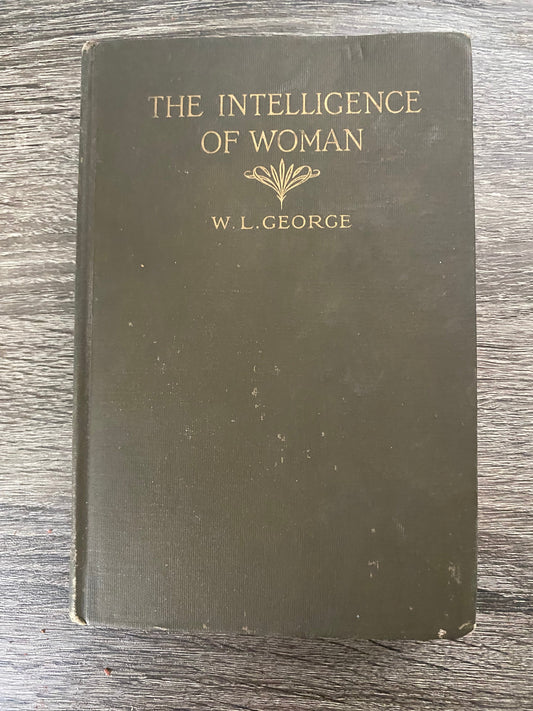 THE INTELLIGENCE
OF WOMAN
W. L. GEORGE